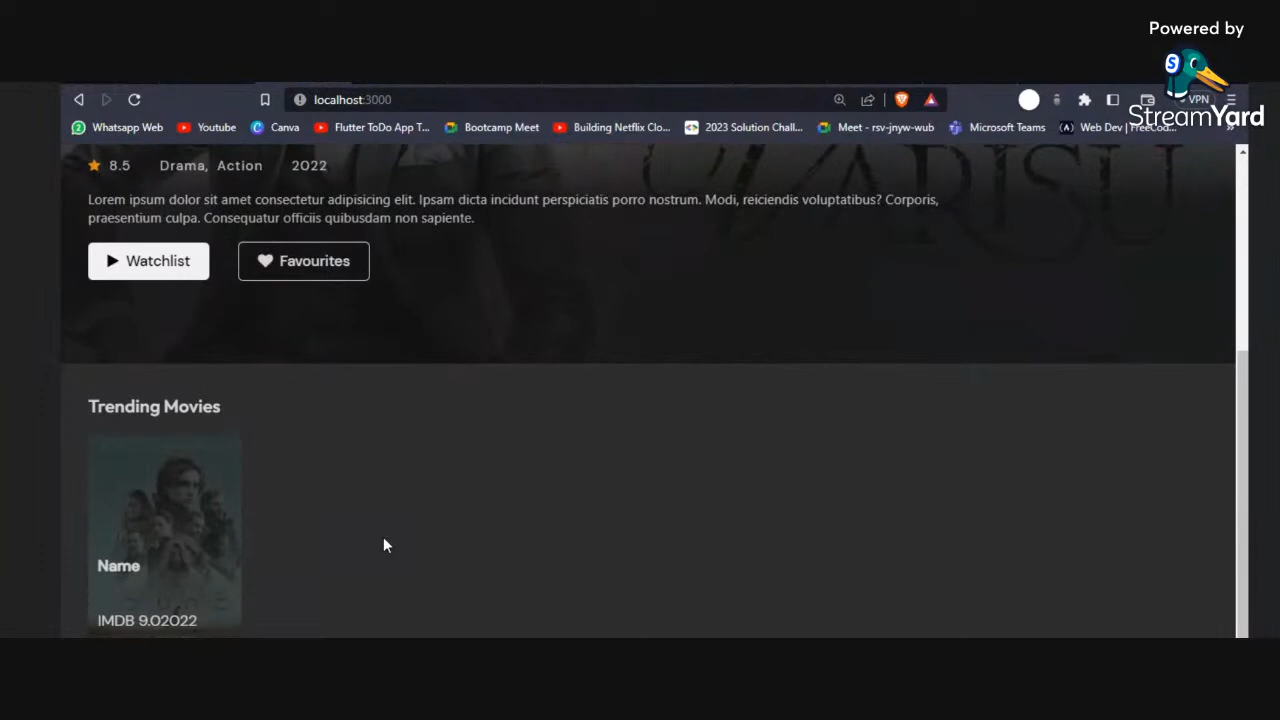 Powered by
StreamYard
localhost:3000
VPN
Whatsapp Web
Youtube
Canva
Flutter ToDo App T...
Bootcamp Meet
Building Netflix Clo...
2023 Solution Chall...
Meet - rsv-jnyw-wub
Microsoft Teams
Web Dev | FreeCod...
VARISU
8.5 Drama, Action 2022
Lorem ipsum dolor sit amet consectetur adipisicing elit. Ipsam dicta incidunt perspiciatis porro nostrum. Modi, reiciendis voluptatibus? Corporis,
praesentium culpa. Consequatur officiis quibusdam non sapiente.
Watchlist
Favourites
Trending Movies
Name
DUNE
IMDB 9.02022